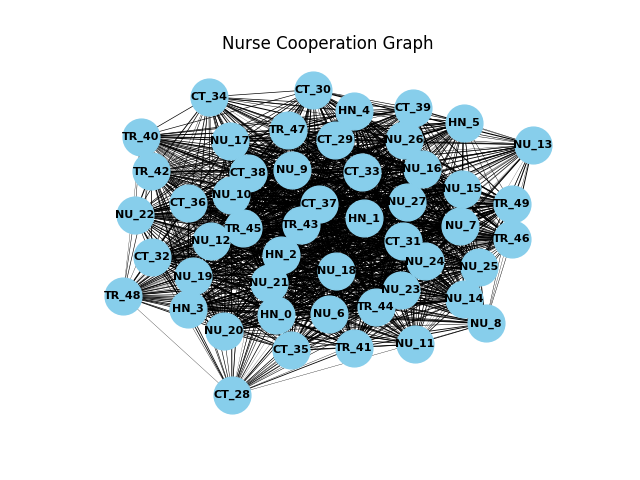 Nurse Cooperation Graph
CT_30
CT_34
HN_4
CT_39
HN_5
TR_47
TR_40
NU_17
CT_29
NU_26
NU_13
NU_9
NU_16
TR_42
CT_38
CT_33
NU_15
NU_10
CT_36
CT_37
NU_27
TR_49
NU_22
HN_1
TR_43
NU_7
TR_45
NU_12
CT_31
TR_46
HN_2
CT_32
NU_24
NU_25
NU_18
NU_19
NU_21
NU_23
TR_48
NU_14
HN_3
TR_44
HN_0
NU_6
NU_8
NU_20
CT_35
TR_41
NU_11
CT_28